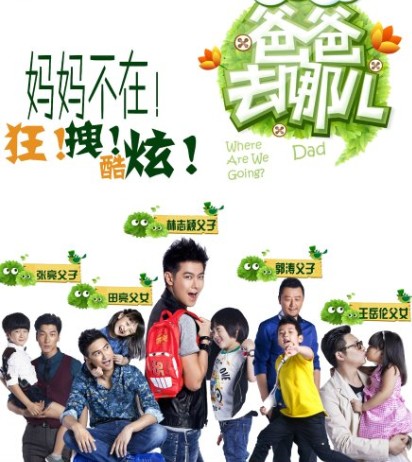 妈妈不在！
狂！搜！酷炫！
爸爸
去哪儿
Where
Are We
Going?
Dad
林志颖父子
张亮父子
田亮父女
郭涛父子
王岳伦父女